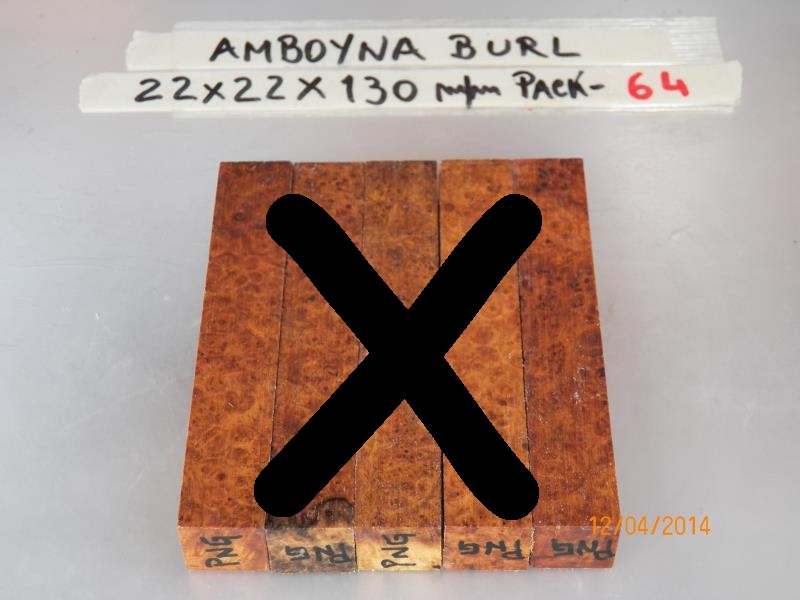 AMBOYNA BURL
22x22x130 m/m PACK- 64
12/04/2014
PNG PNG PNG PNG PNG